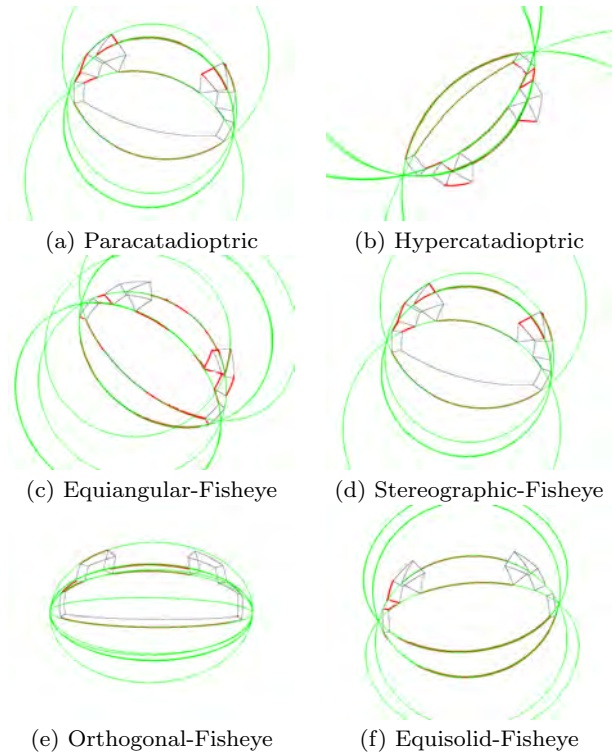 (a) Paracatadioptric
(b) Hypercatadioptric
(c) Equiangular-Fisheye
(d) Stereographic-Fisheye
(e) Orthogonal-Fisheye
(f) Equisolid-Fisheye